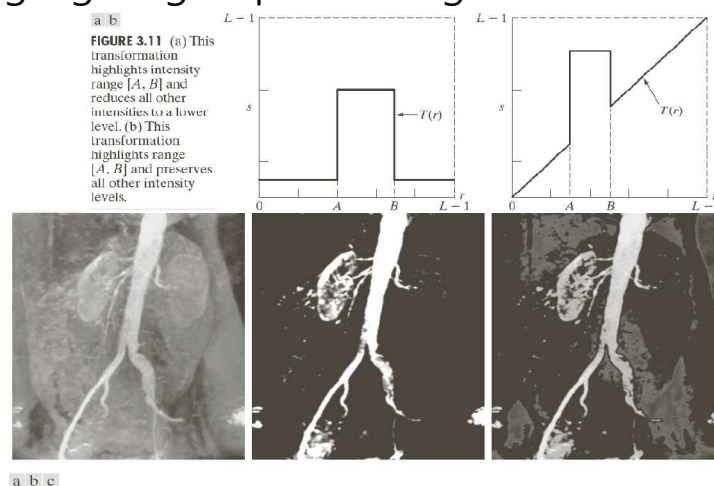 a b
FIGURE 3.11 (a) This
transformation
highlights intensity
range [A, B] and
reduces all other
intensities to a lower
level. (b) This
transformation
highlights range
[A, B] and preserves
all other intensity
levels.
L − 1
s
T(r)
0
A
B
L − 1
r
L − 1
s
T(r)
0
A
B
a b c